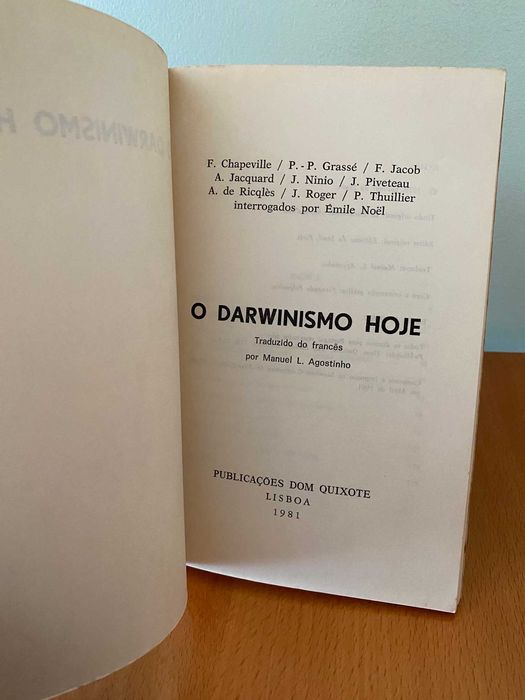 F. Chapeville / P. - P. Grassé / F. Jacob
A. Jacquard / J. Ninio / J. Piveteau
A. de Ricqlès / J. Roger / P. Thuillier
interrogados por Émile Noël
O DARWINISMO HOJE
Traduzido do francês
por Manuel L. Agostinho
PUBLICAÇÕES DOM QUIXOTE
LISBOA
1981